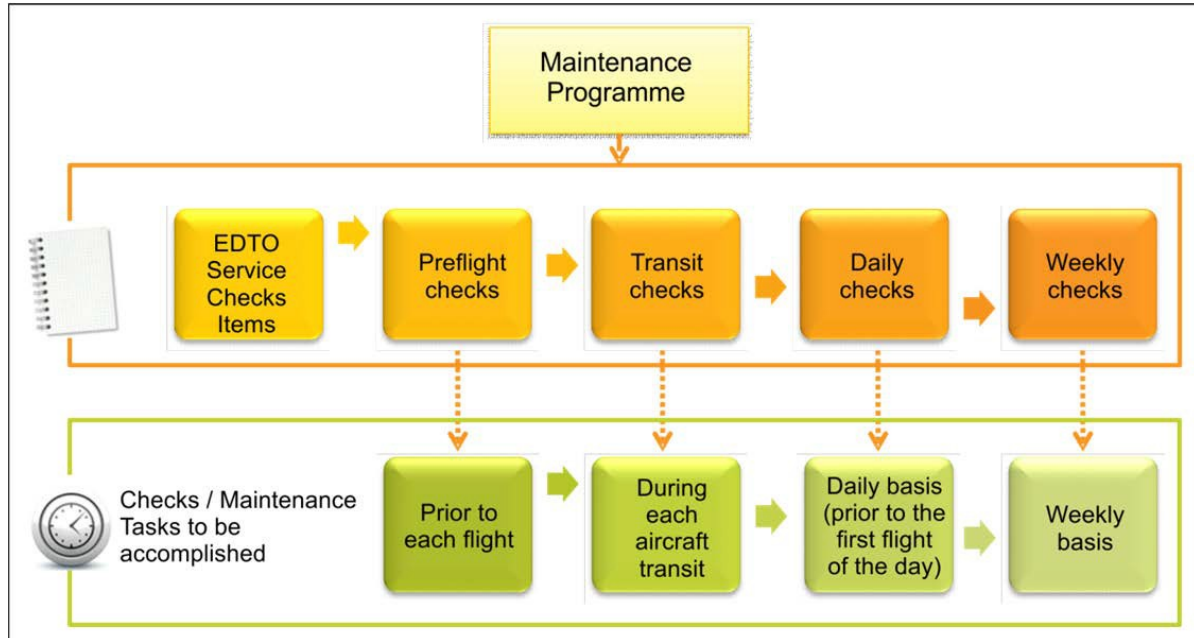 Maintenance
Programme
EDTO
Service
Checks
Items
Preflight
checks
Transit
checks
Daily
checks
Weekly
checks
Checks / Maintenance
Tasks to be
accomplished
Prior to
each flight
During
each
aircraft
transit
Daily basis
(prior to the
first flight
of the day)
Weekly
basis